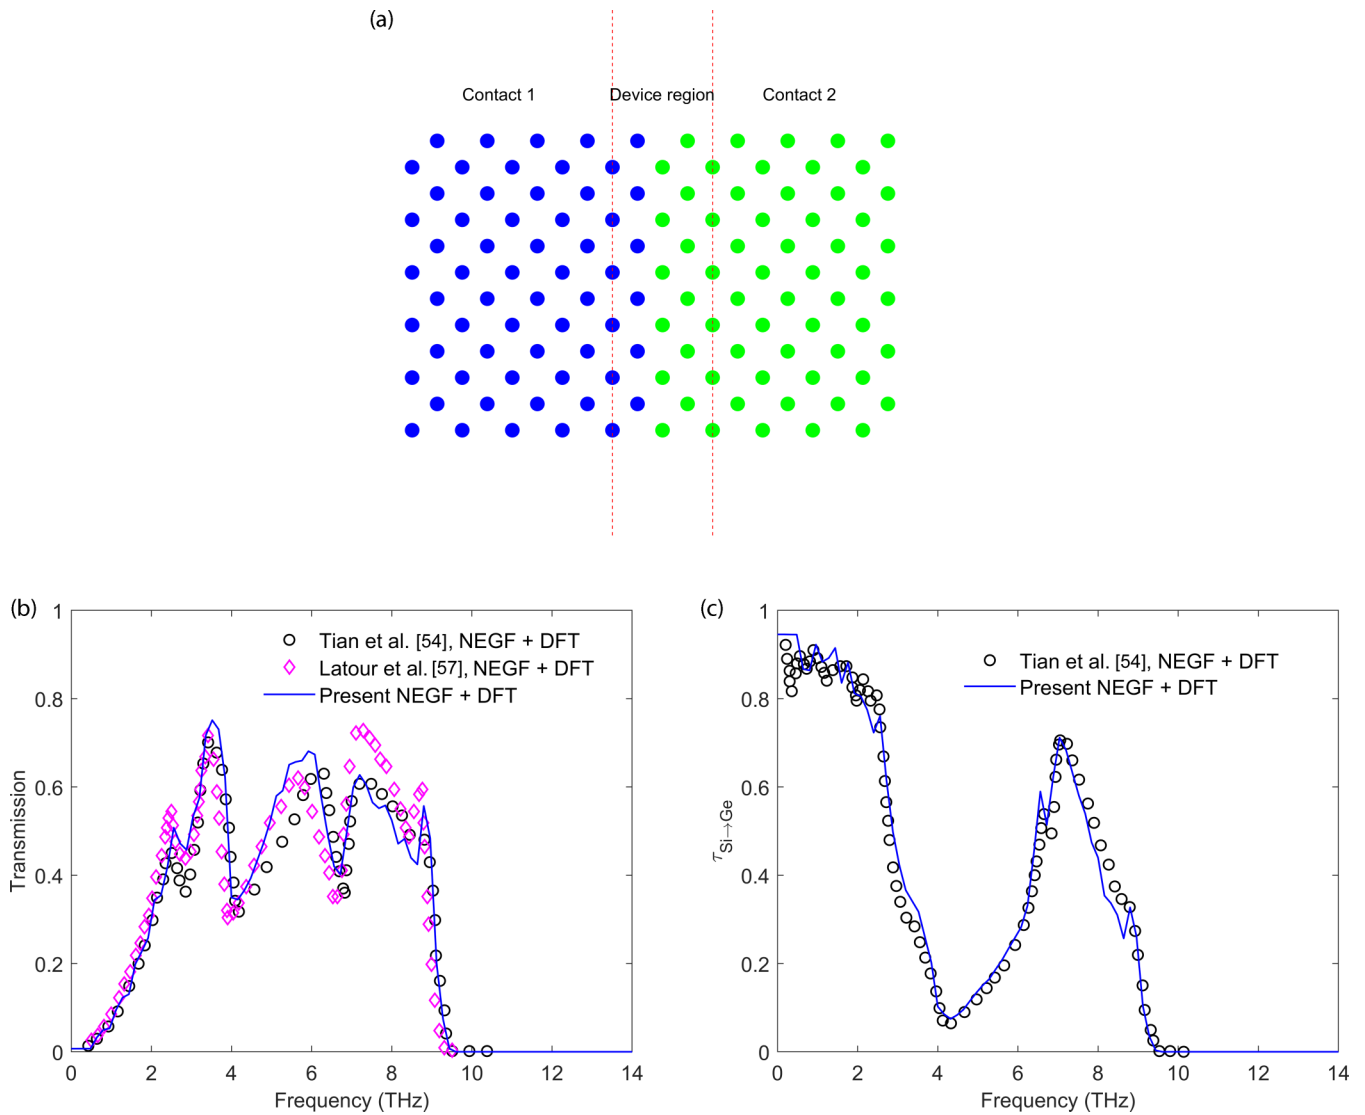 (a)
Contact 1 Device region Contact 2
(b)
1
0.8
0.6
0.4
0.2
0
Transmission
Tian et al. [54], NEGF + DFT
Latour et al. [57], NEGF + DFT
Present NEGF + DFT
0 2 4 6 8 10 12 14
Frequency (THz)
(c)
1
0.8
0.6
0.4
0.2
0
τSi→Ge
Tian et al. [54], NEGF + DFT
Present NEGF + DFT
0 2 4 6 8 10 12 14
Frequency (THz)